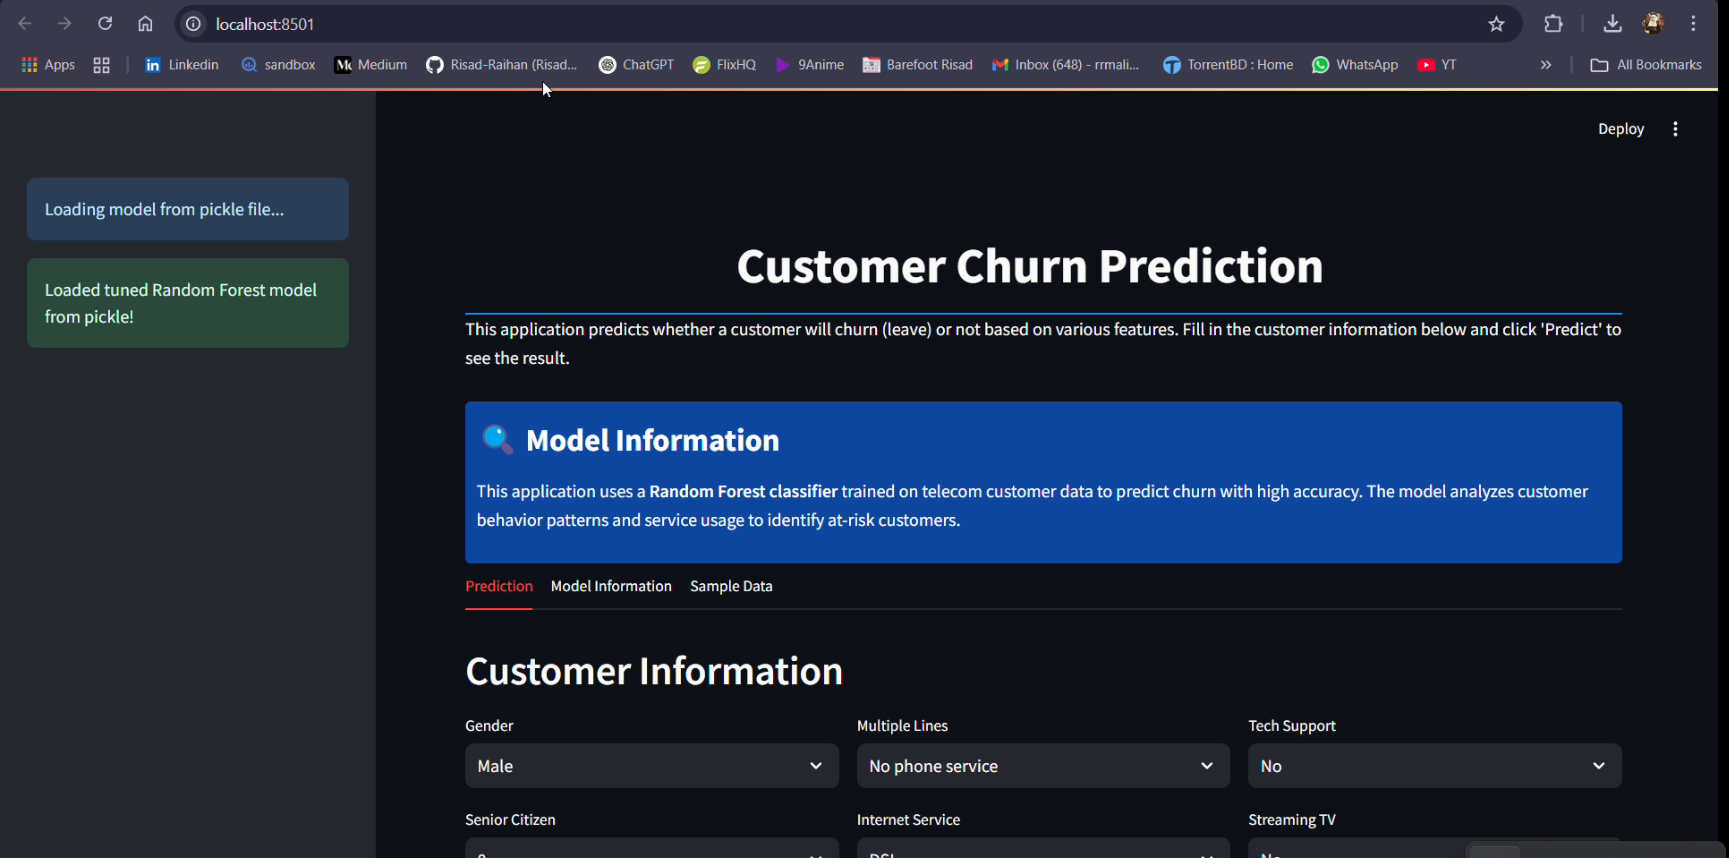 localhost:8501
Apps
Linkedin
sandbox
Medium
Risad-Raihan (Risad...
ChatGPT
FlixHQ
9Anime
Barefoot Risad
Inbox (648) - rrmali...
TorrentBD : Home
WhatsApp
YT
All Bookmarks
Deploy
Loading model from pickle file...
Loaded tuned Random Forest model
from pickle!
Customer Churn Prediction
This application predicts whether a customer will churn (leave) or not based on various features. Fill in the customer information below and click 'Predict' to
see the result.
Model Information
This application uses a Random Forest classifier trained on telecom customer data to predict churn with high accuracy. The model analyzes customer
behavior patterns and service usage to identify at-risk customers.
Prediction
Model Information
Sample Data
Customer Information
Gender
Multiple Lines
Tech Support
Male
No phone service
No
Senior Citizen
Internet Service
Streaming TV